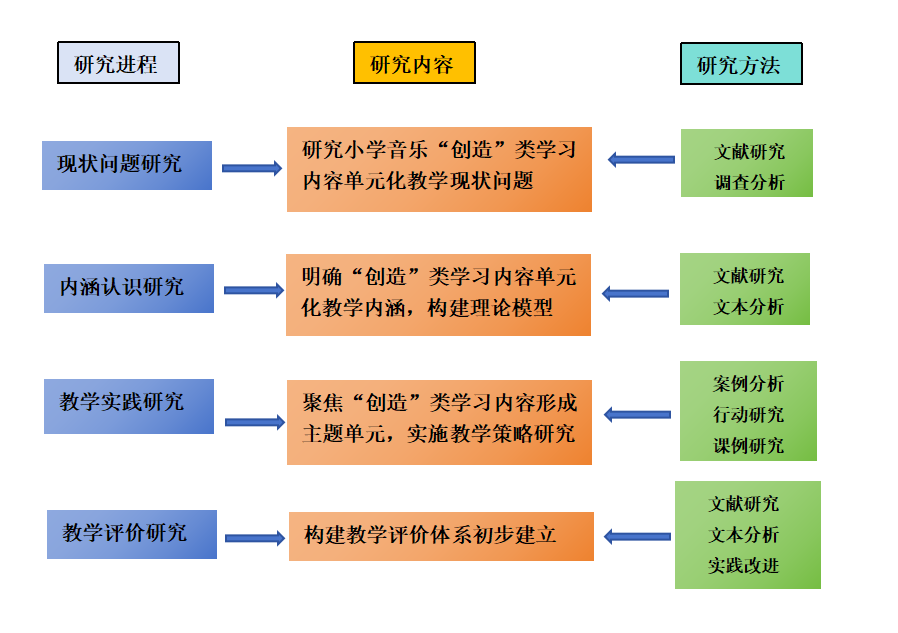 研究进程
研究内容
研究方法
现状问题研究
研究小学音乐“创造”类学习
内容单元化教学现状问题
文献研究
调查分析
内涵认识研究
明确“创造”类学习内容单元
化教学内涵，构建理论模型
文献研究
文本分析
教学实践研究
聚焦“创造”类学习内容形成
主题单元，实施教学策略研究
案例分析
行动研究
课例研究
教学评价研究
构建教学评价体系初步建立
文献研究
文本分析
实践改进